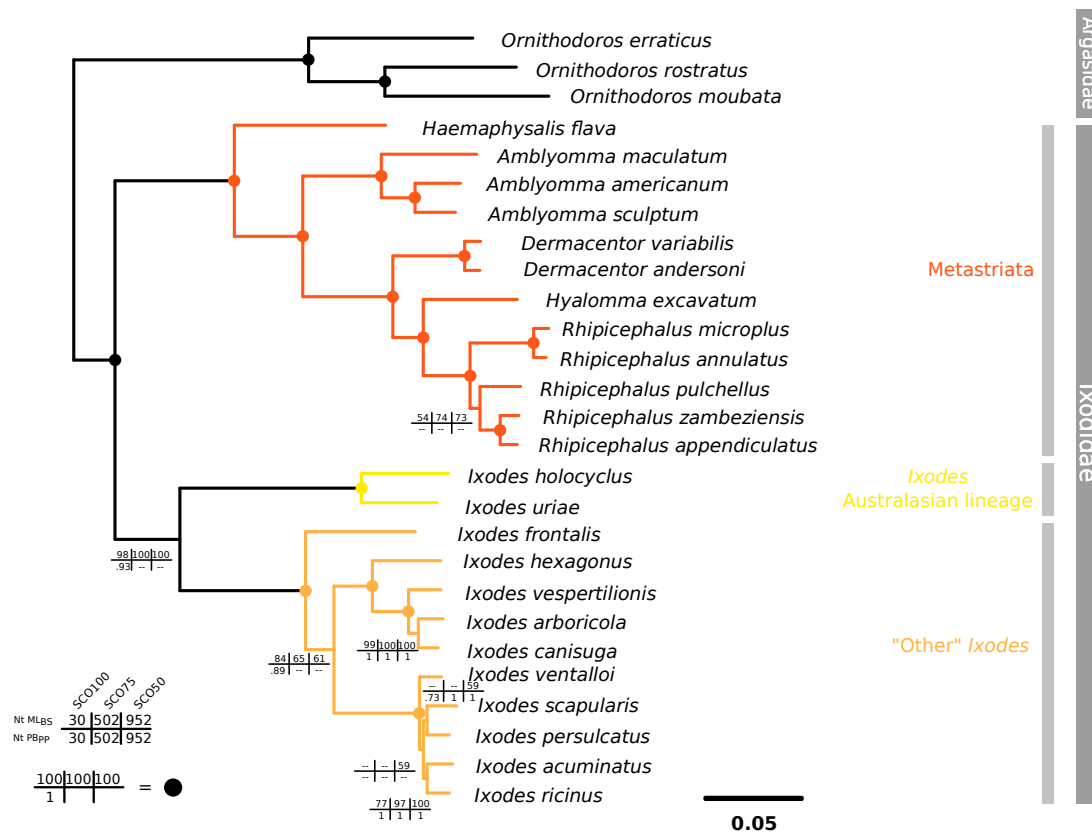 Argasidae
Ornithodoros erraticus
Ornithodoros rostratus
Ornithodoros moubata
Haemaphysalis flava
Amblyomma maculatum
Amblyomma americanum
Amblyomma sculptum
Dermacentor variabilis
Dermacentor andersoni
Metastriata
Hyalomma excavatum
Rhipicephalus microplus
Rhipicephalus annulatus
Rhipicephalus pulchellus
Ixodidae
54 74 73
-- -- --
Rhipicephalus zambeziensis
Rhipicephalus appendiculatus
Ixodes holocyclus
Ixodes
Australasian lineage
Ixodes uriae
Ixodes frontalis
98 100 100
.93 -- --
Ixodes hexagonus
Ixodes vespertilionis
Ixodes arboricola
99 100 100
1 1 1
Ixodes canisuga
"Other" Ixodes
84 65 61
.89 -- --
Ixodes ventalloi
-- -- 59
.73 1 1
Ixodes scapularis
Ixodes persulcatus
Ixodes acuminatus
-- -- 59
-- -- --
Ixodes ricinus
77 97 100
1 1 1
SCO100 SCO75 SCO50
Nt MLBS 30 502 952
Nt PBPP 30 502 952
100 100 100
1
=
0.05